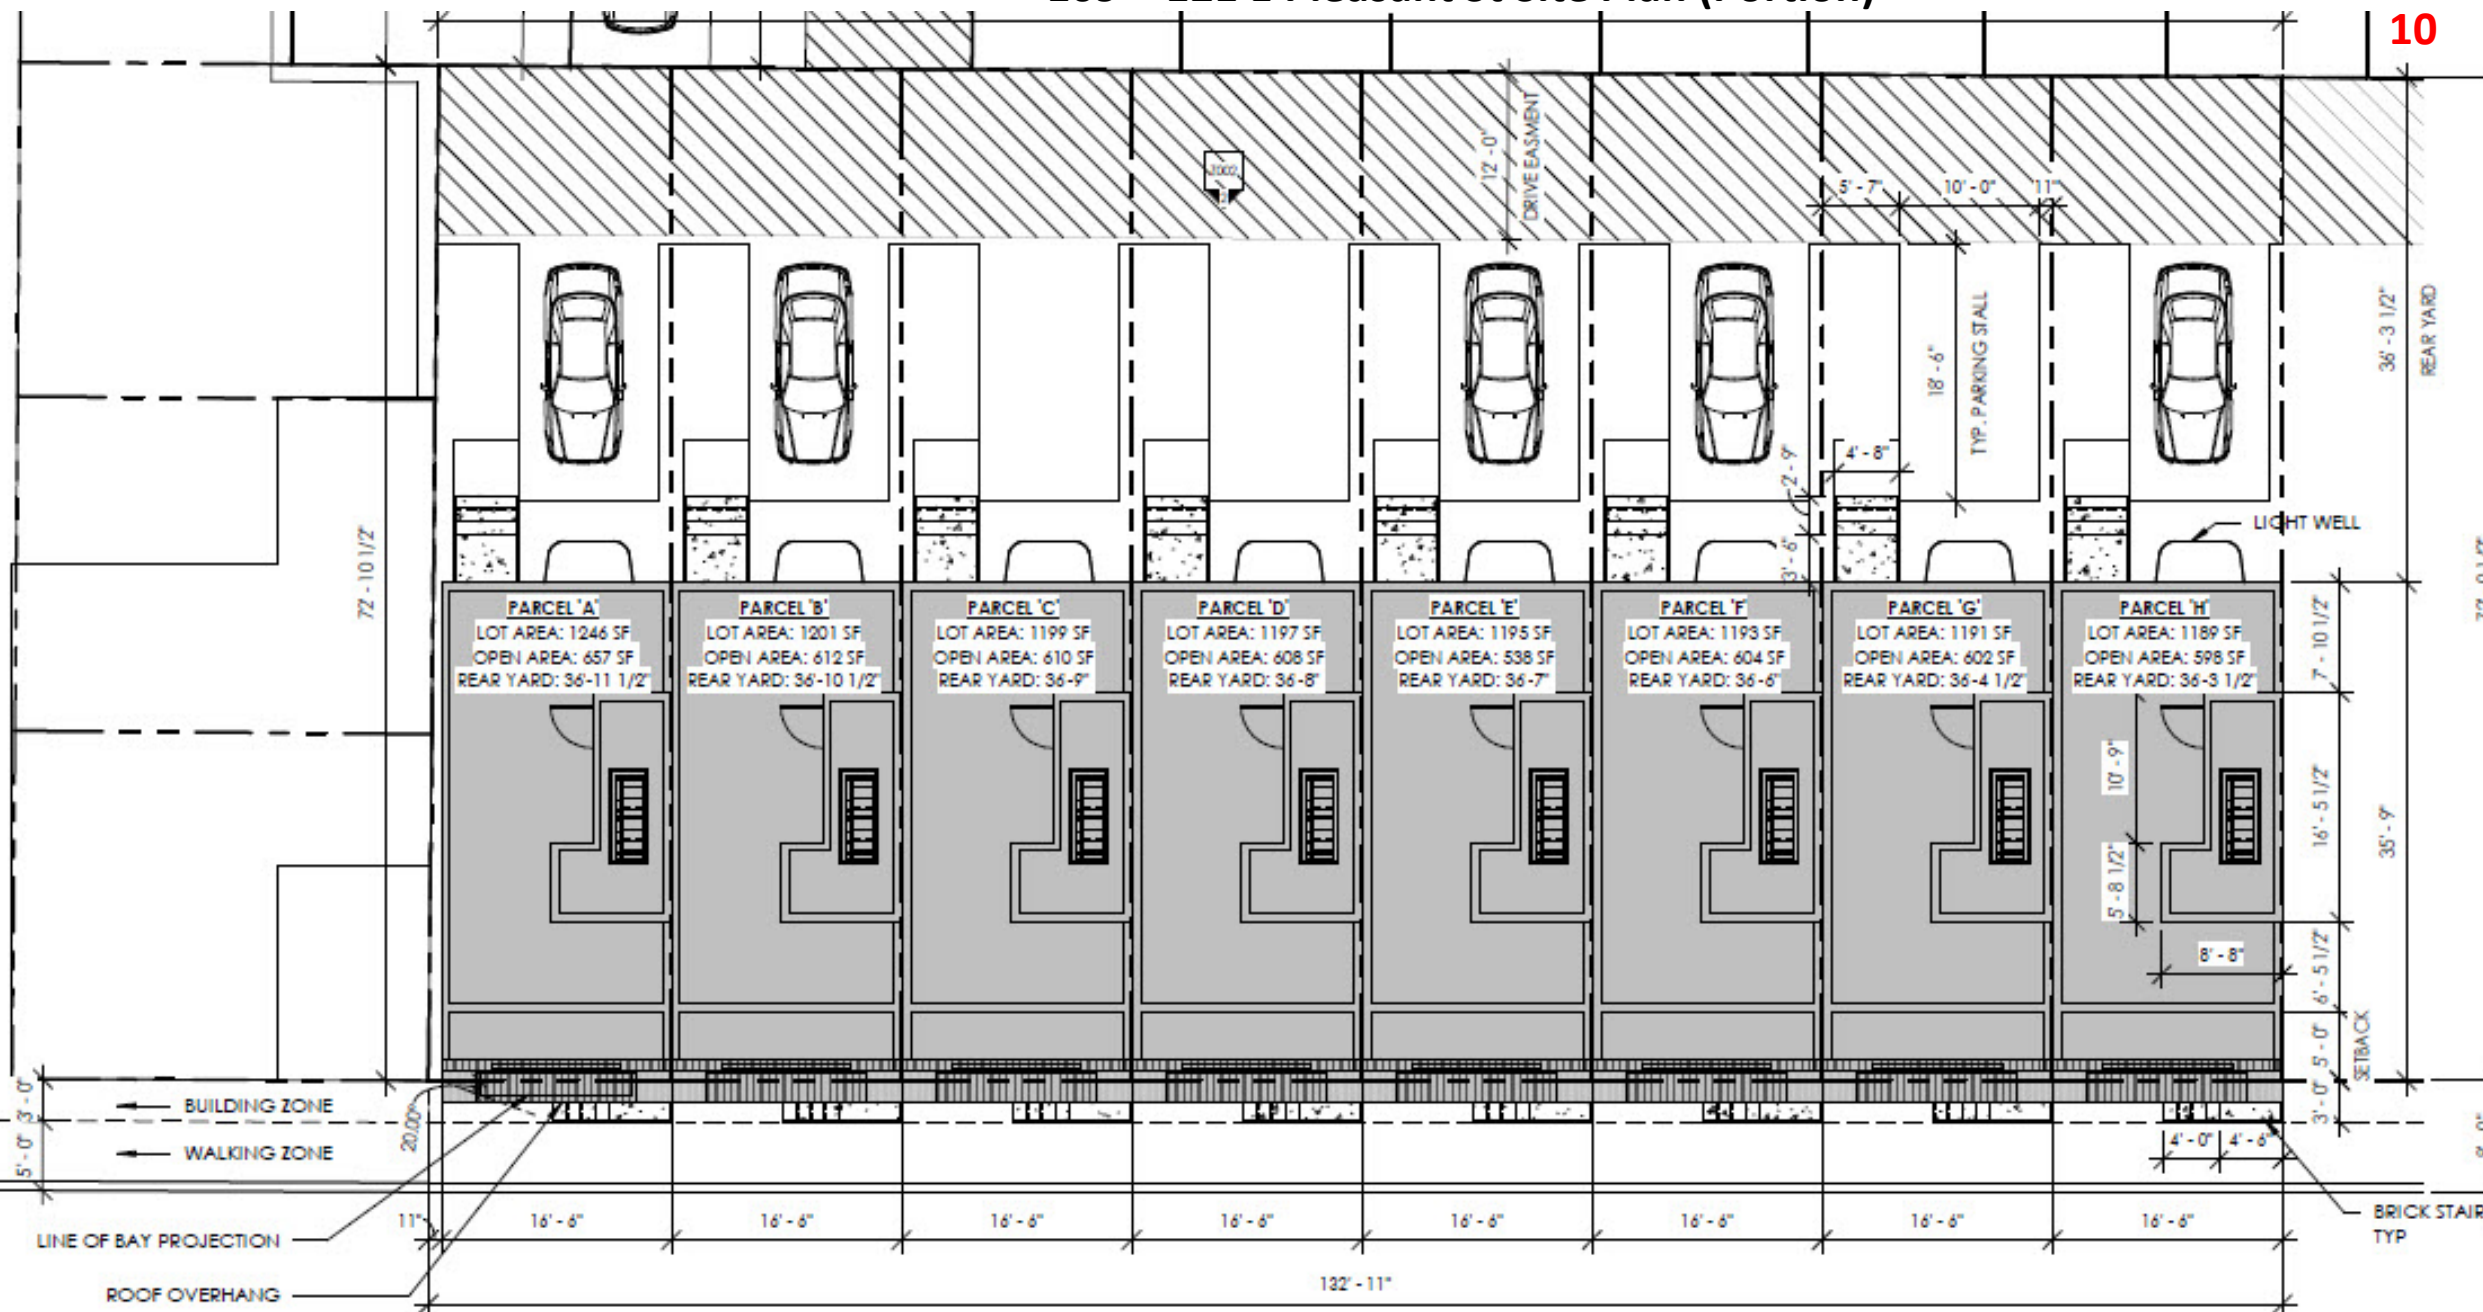 10
12' - 0"
DRIVE EASMENT
5' - 7"
10' - 0"
11"
18' - 6"
TYP. PARKING STALL
36' - 3 1/2"
REAR YARD
4' - 8"
2' - 9"
3' - 6"
LIGHT WELL
72' - 10 1/2"
PARCEL 'A'
LOT AREA: 1246 SF
OPEN AREA: 657 SF
REAR YARD: 36'-11 1/2"
PARCEL 'B'
LOT AREA: 1201 SF
OPEN AREA: 612 SF
REAR YARD: 36'-10 1/2"
PARCEL 'C'
LOT AREA: 1199 SF
OPEN AREA: 610 SF
REAR YARD: 36-9"
PARCEL 'D'
LOT AREA: 1197 SF
OPEN AREA: 608 SF
REAR YARD: 36-8"
PARCEL 'E'
LOT AREA: 1195 SF
OPEN AREA: 538 SF
REAR YARD: 36-7"
PARCEL 'F'
LOT AREA: 1193 SF
OPEN AREA: 604 SF
REAR YARD: 36-6"
PARCEL 'G'
LOT AREA: 1191 SF
OPEN AREA: 602 SF
REAR YARD: 36-4 1/2"
PARCEL 'H'
LOT AREA: 1189 SF
OPEN AREA: 598 SF
REAR YARD: 36-3 1/2"
7' - 10 1/2"
10' - 9"
16' - 5 1/2"
35' - 9"
5' - 8 1/2"
8' - 8"
6' - 5 1/2"
5' - 0"
SETBACK
3' - 0"
3' - 0"
5' - 0"
BUILDING ZONE
WALKING ZONE
20.00°
4' - 0"
4' - 6"
11"
16' - 6"
16' - 6"
16' - 6"
16' - 6"
16' - 6"
16' - 6"
16' - 6"
16' - 6"
BRICK STAIR
TYP
LINE OF BAY PROJECTION
132' - 11"
ROOF OVERHANG